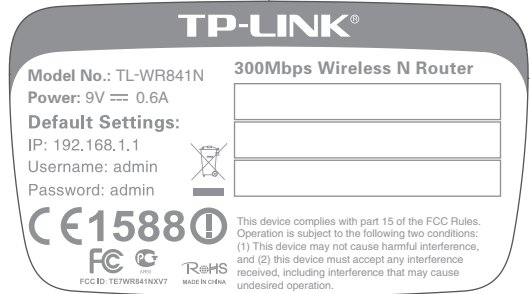 TP-LINK®
Model No.: TL-WR841N
Power: 9V ⎓ 0.6A
Default Settings:
IP: 192.168.1.1
Username: admin
Password: admin
300Mbps Wireless N Router
CE1588
FC
FCC ID: TE7WR841NXV7
RoHS
MADE IN CHINA
This device complies with part 15 of the FCC Rules.
Operation is subject to the following two conditions:
(1) This device may not cause harmful interference,
and (2) this device must accept any interference
received, including interference that may cause
undesired operation.